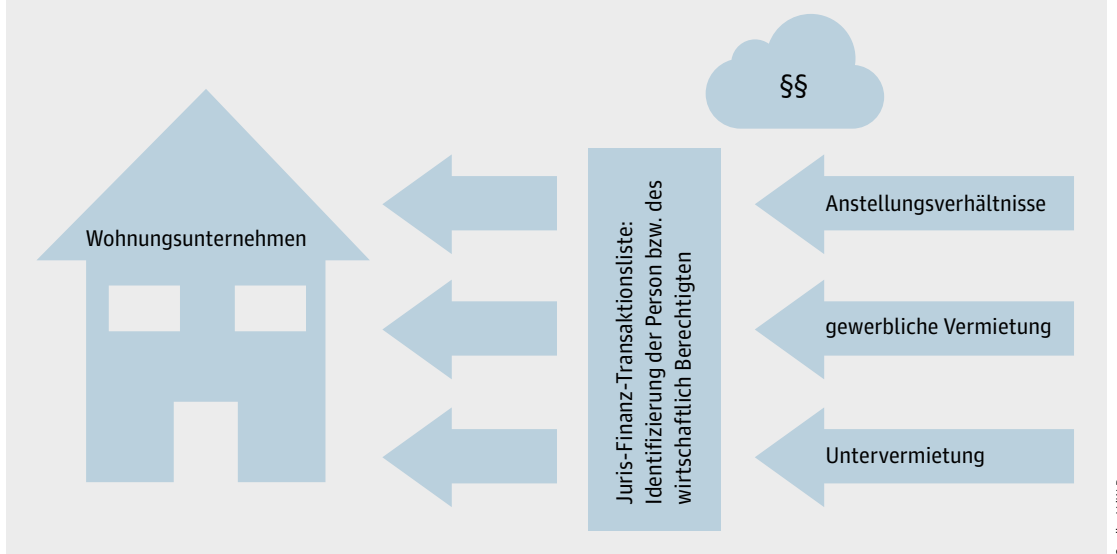 §§
Wohnungsunternehmen
Juris-Finanz-Transaktionsliste:
Identifizierung der Person bzw. des
wirtschaftlich Berechtigten
Anstellungsverhältnisse
gewerbliche Vermietung
Untervermietung